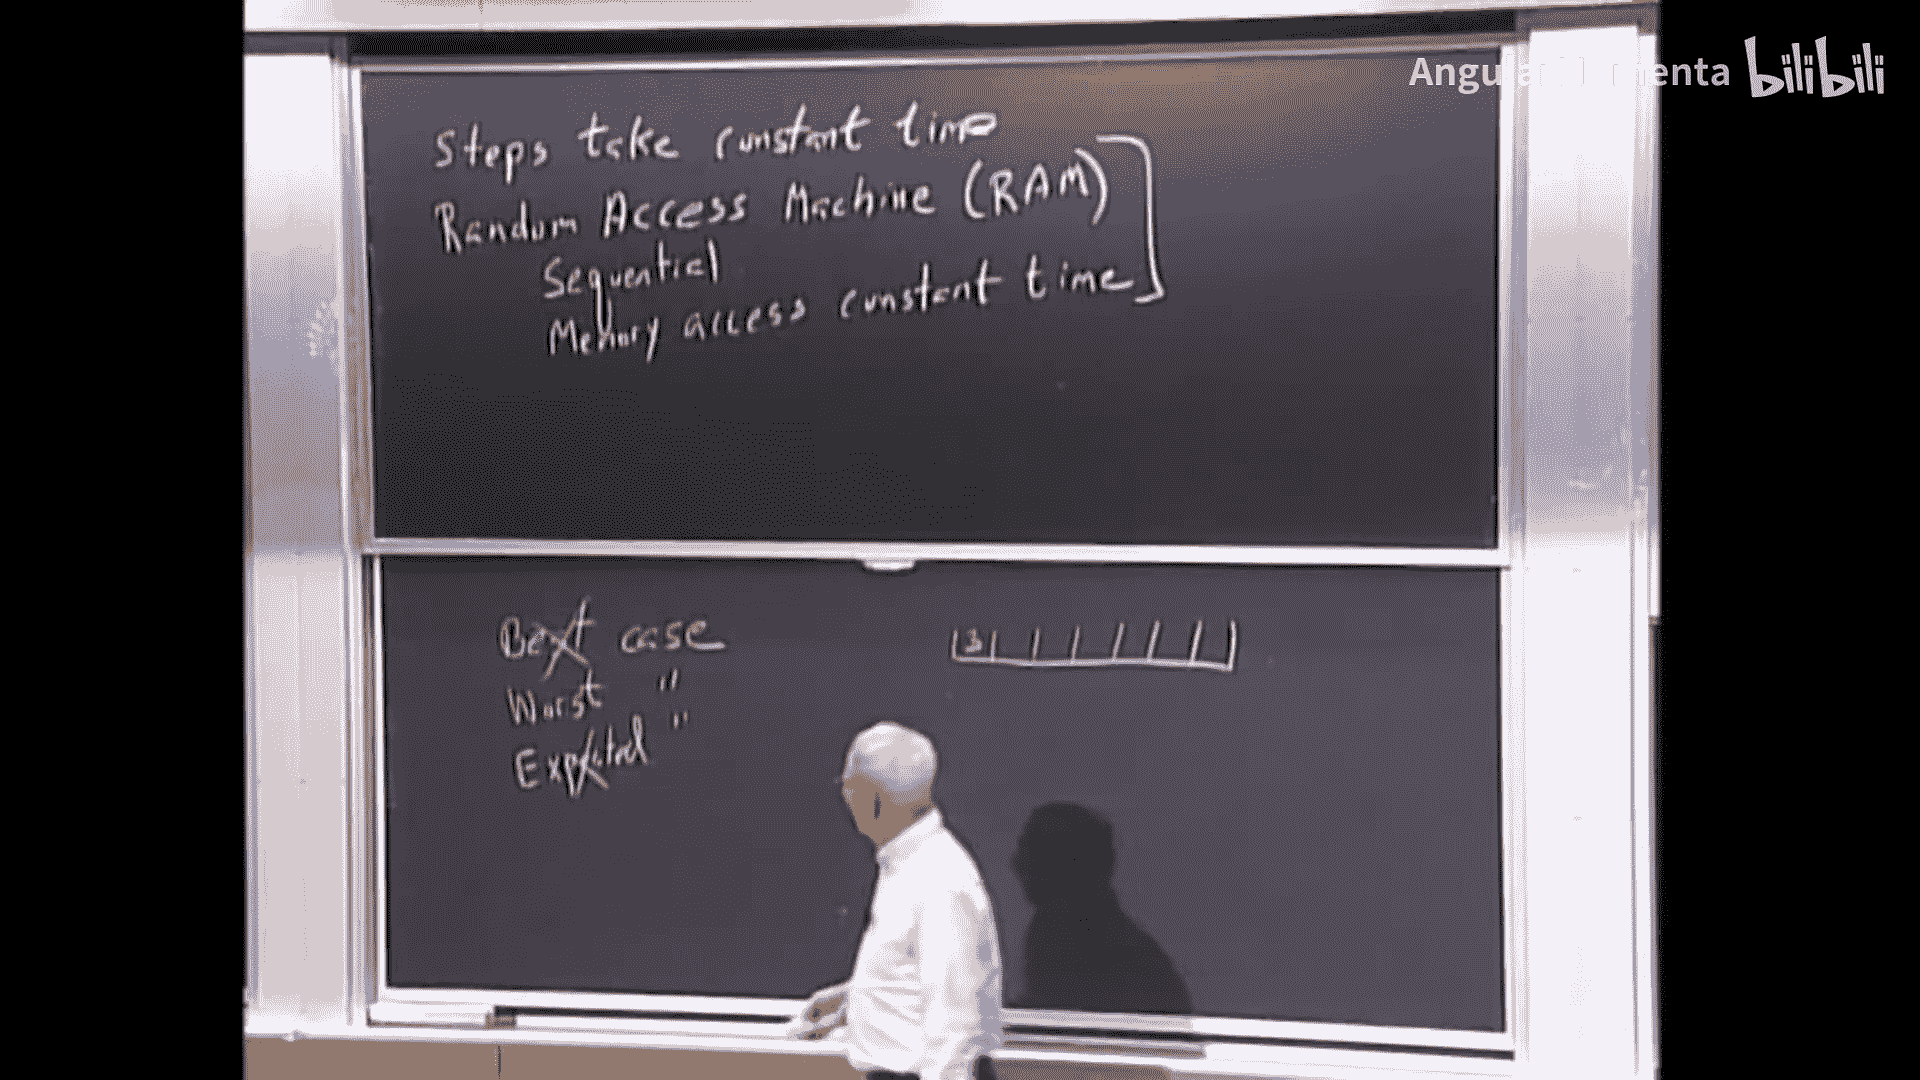 Steps take constant time
Random Access Machine (RAM)
Sequential
Memory access constant time
Best case
Worst "
Expected "
3
bilibili